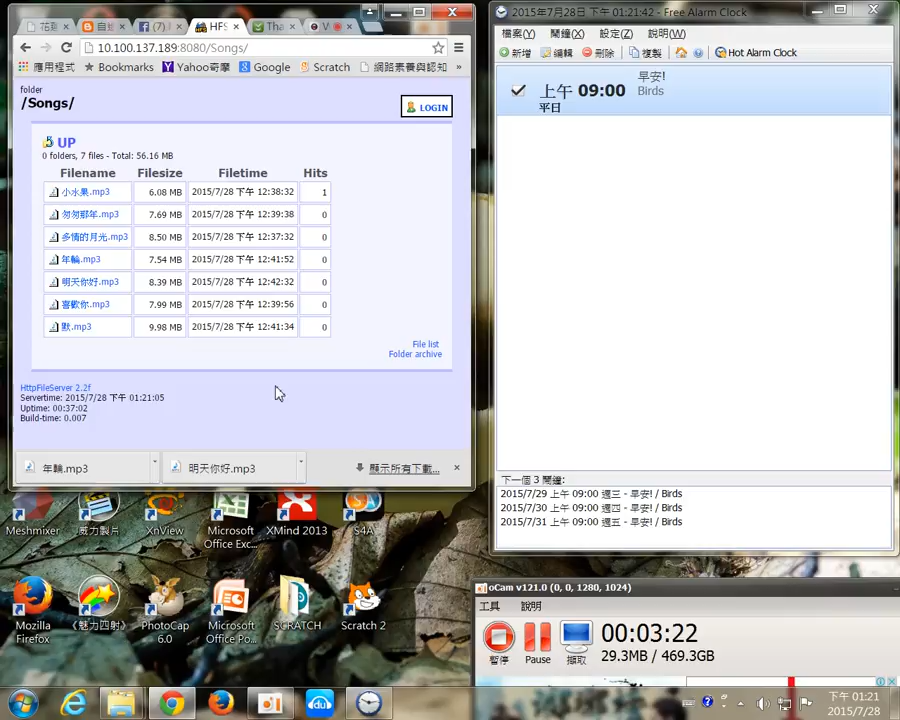 花
自
(7)
HFS
Tha
V
10.100.137.189:8080/Songs/
應用程式
Bookmarks
Yahoo奇摩
Google
Scratch
網路素養與認知
»
folder
/Songs/
LOGIN
UP
0 folders, 7 files - Total: 56.16 MB
Filename Filesize Filetime Hits
小水果.mp3 6.08 MB 2015/7/28 下午 12:38:32 1
匆匆那年.mp3 7.69 MB 2015/7/28 下午 12:39:38 0
多情的月光.mp3 8.50 MB 2015/7/28 下午 12:37:32 0
年輪.mp3 7.54 MB 2015/7/28 下午 12:41:52 0
明天你好.mp3 8.39 MB 2015/7/28 下午 12:42:32 0
喜歡你.mp3 7.99 MB 2015/7/28 下午 12:39:56 0
默.mp3 9.98 MB 2015/7/28 下午 12:41:34 0
File list
Folder archive
HttpFileServer 2.2f
Servertime: 2015/7/28 下午 01:21:05
Uptime: 00:37:02
Build-time: 0.007
年輪.mp3
明天你好.mp3
顯示所有下載...
2015年7月28日 下午 01:21:42 - Free Alarm Clock
檔案(Y) 鬧鐘(X) 設定(Z) 說明(W)
新增 編輯 刪除 複製 Hot Alarm Clock
上午 09:00
平日
早安!
Birds
下一個 3 鬧鐘:
2015/7/29 上午 09:00 週三 - 早安! / Birds
2015/7/30 上午 09:00 週四 - 早安! / Birds
2015/7/31 上午 09:00 週五 - 早安! / Birds
Meshmixer
威力製片
XnView
Microsoft
Office Exc...
XMind 2013
S4A
Mozilla
Firefox
《魅力四射》
PhotoCap
6.0
Microsoft
Office Po...
SCRATCH
Scratch 2
oCam v121.0 (0, 0, 1280, 1024)
工具 說明
暫停
Pause
擷取
00:03:22
29.3MB / 469.3GB
du
下午 01:21
2015/7/28